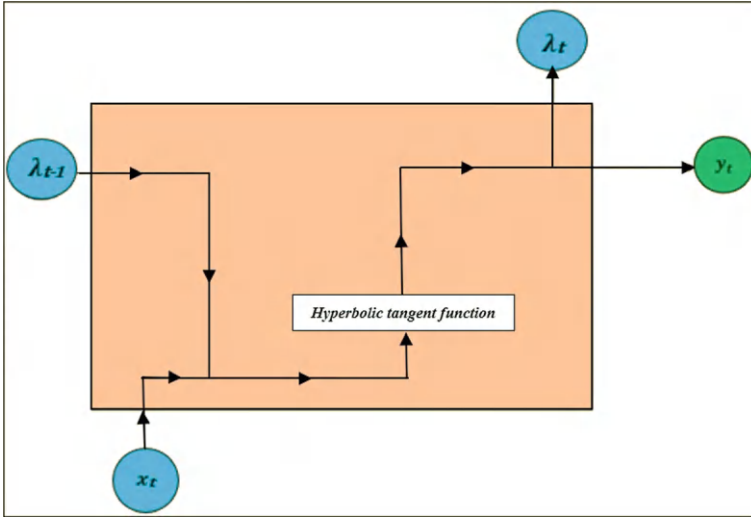 λt
λt-1
yt
Hyperbolic tangent function
xt